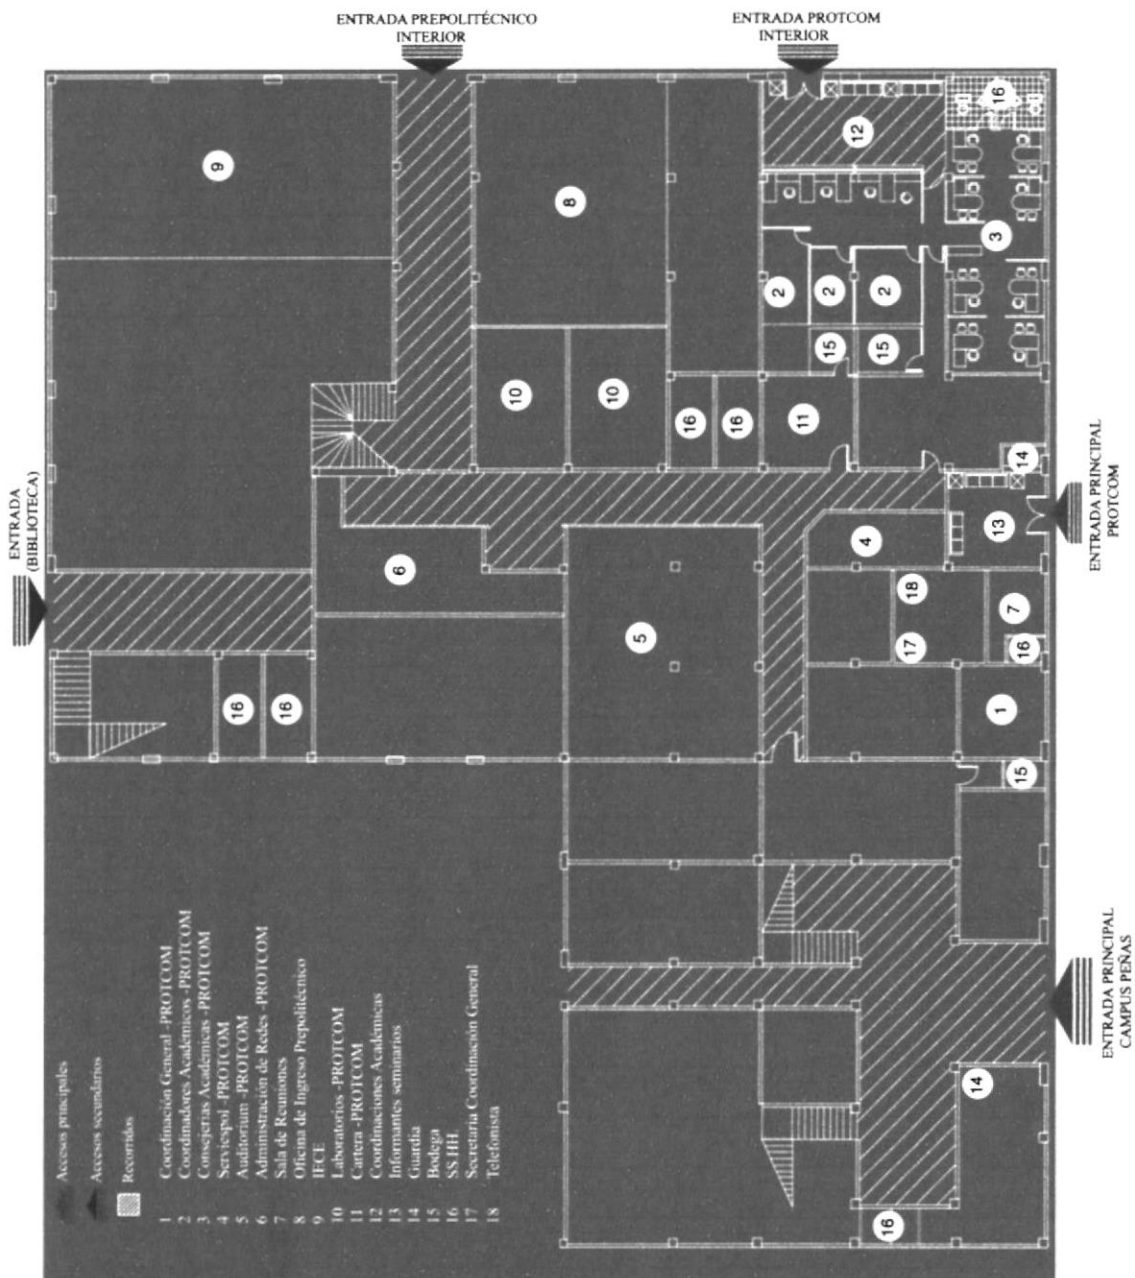 ENTRADA PREPOLITÉCNICO
INTERIOR
ENTRADA PROTCOM
INTERIOR
ENTRADA
(BIBLIOTECA)
ENTRADA PRINCIPAL
PROTCOM
ENTRADA PRINCIPAL
CAMPUS PEÑAS
Accesos principales
Accesos secundarios
Recorridos
1 Coordinación General -PROTCOM
2 Coordinadores Académicos -PROTCOM
3 Consejerías Académicas -PROTCOM
4 Serviespol -PROTCOM
5 Auditorium -PROTCOM
6 Administración de Redes -PROTCOM
7 Sala de Reuniones
8 Oficina de Ingreso Prepolitécnico
9 IECE
10 Laboratorios -PROTCOM
11 Cartera -PROTCOM
12 Coordinaciones Académicas
13 Informantes seminarios
14 Guardia
15 Bodega
16 SS.HH.
17 Secretaria Coordinación General
18 Telefonista
9
8
12
16
3
2
2
2
15
15
10
10
16
16
11
14
13
4
6
5
18
17
7
16
1
15
16
16
14
16